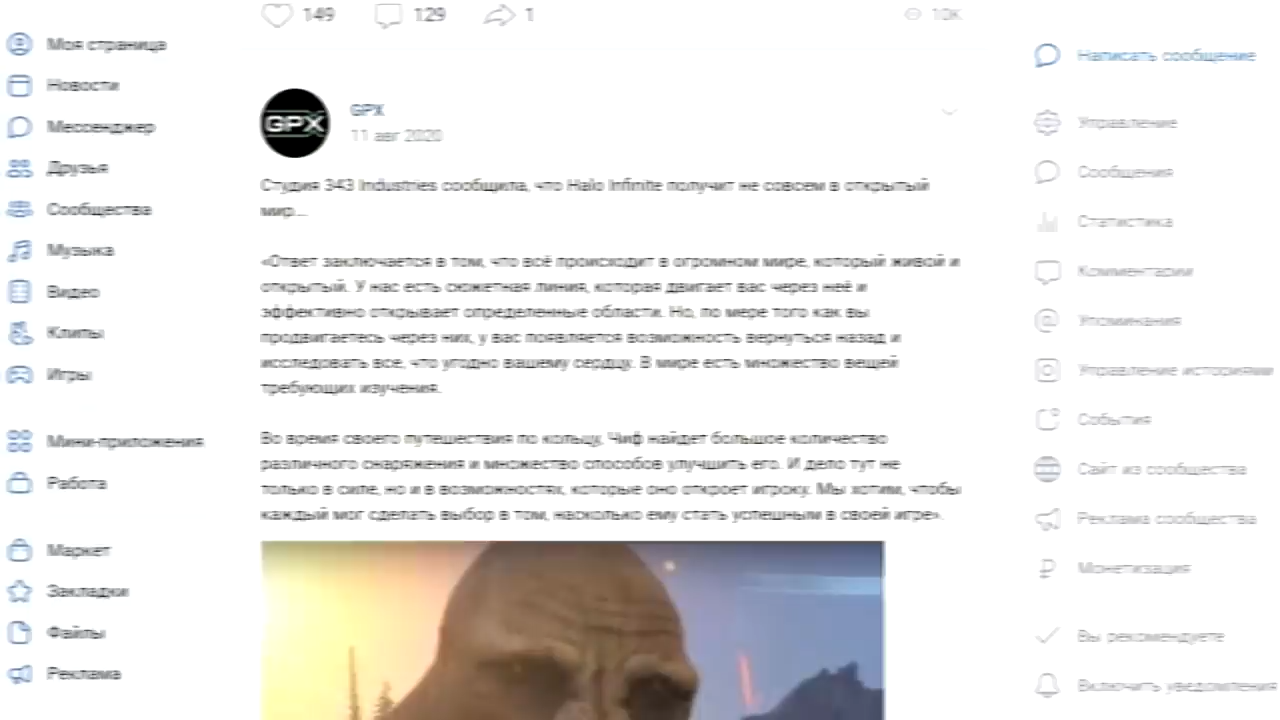 149 129 1 10K
Моя страница
Новости
Мессенджер
Друзья
Сообщества
Музыка
Видео
Клипы
Игры
Мини-приложения
Работа
Маркет
Закладки
Файлы
Реклама
GPX
GPX
11 авг 2020
Студия 343 Industries сообщила, что Halo Infinite получит не совсем в открытый
мир...
«Ответ заключается в том, что всё происходит в огромном мире, который живой и
открытый. У нас есть сюжетная линия, которая двигает вас через неё и
эффективно открывает определенные области. Но, по мере того как вы
продвигаетесь через них, у вас появляется возможность вернуться назад и
исследовать все, что угодно вашему сердцу. В мире есть множество вещей
требующих изучения.
Во время своего путешествия по кольцу, Чиф найдет большое количество
различного снаряжения и множество способов улучшить его. И дело тут не
только в силе, но и в возможностях, которые оно откроет игроку. Мы хотим, чтобы
каждый мог сделать выбор в том, насколько ему стать успешным в своей игре».
Написать сообщение
Управление
Сообщения
Статистика
Комментарии
Упоминания
Управление историями
События
Сайт из сообщества
Реклама сообщества
Монетизация
Вы рекомендуете
Включить уведомления